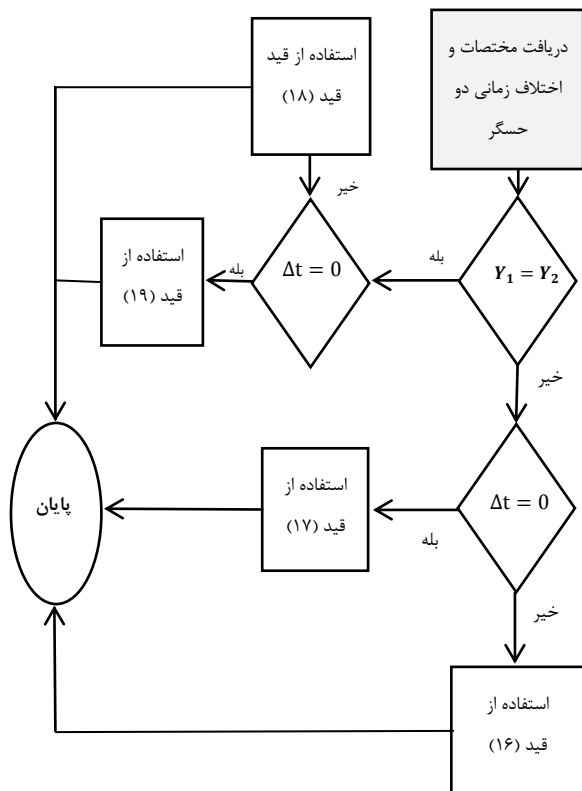 دریافت مختصات و
اختلاف زمانی دو
حسگر
استفاده از قید
قید (۱۸)
خیر
Y₁ = Y₂
بله
Δt = 0
بله
استفاده از
قید (۱۹)
خیر
Δt = 0
بله
استفاده از
قید (۱۷)
پایان
خیر
استفاده از
قید (۱۶)